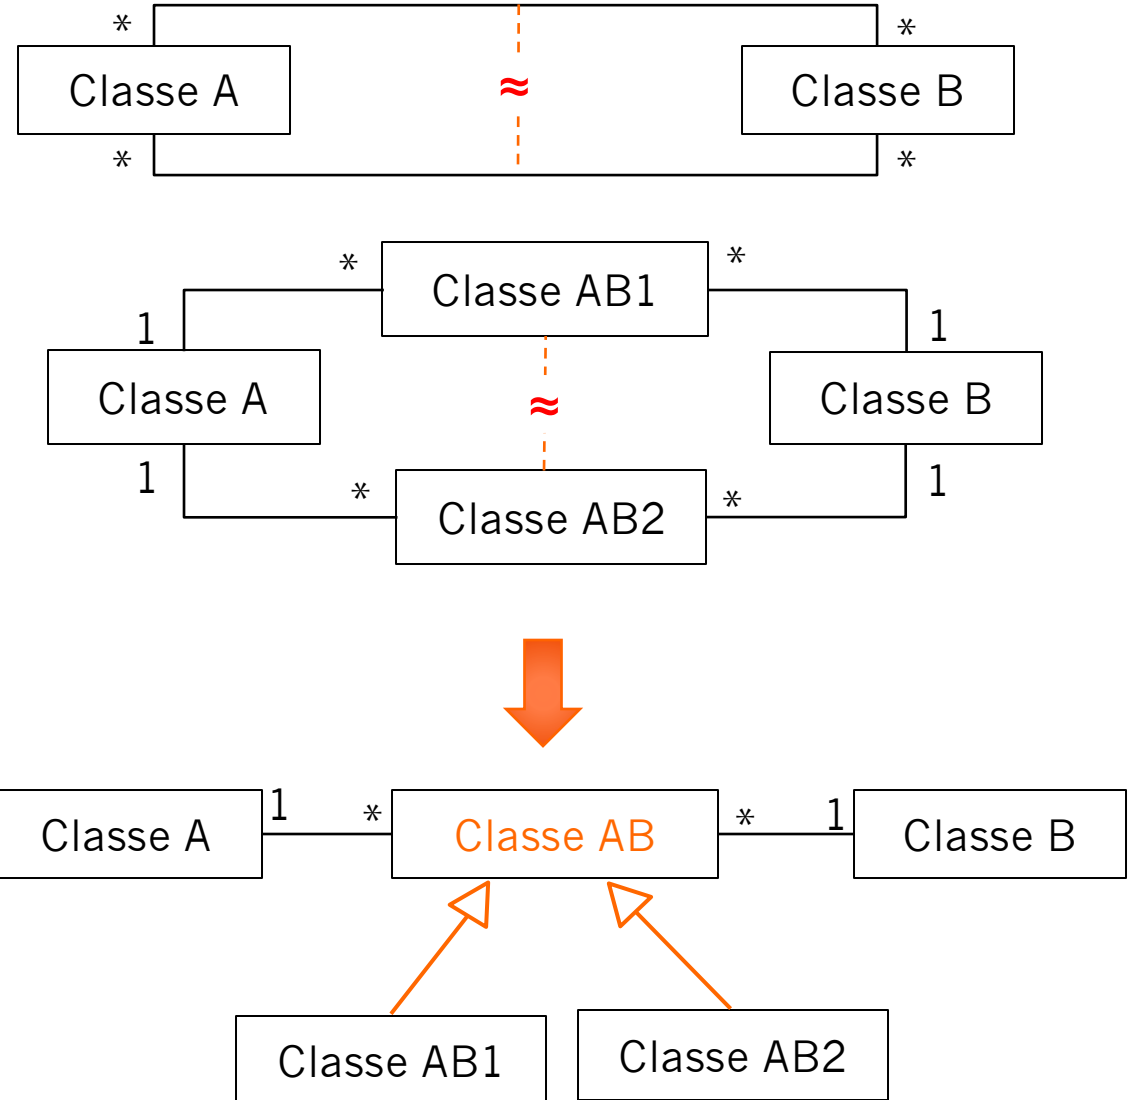 * *
Classe A ≈ Classe B
* *
* Classe AB1 *
1 1
Classe A ≈ Classe B
1 1
* Classe AB2 *
Classe A 1 * Classe AB * 1 Classe B
Classe AB1 Classe AB2